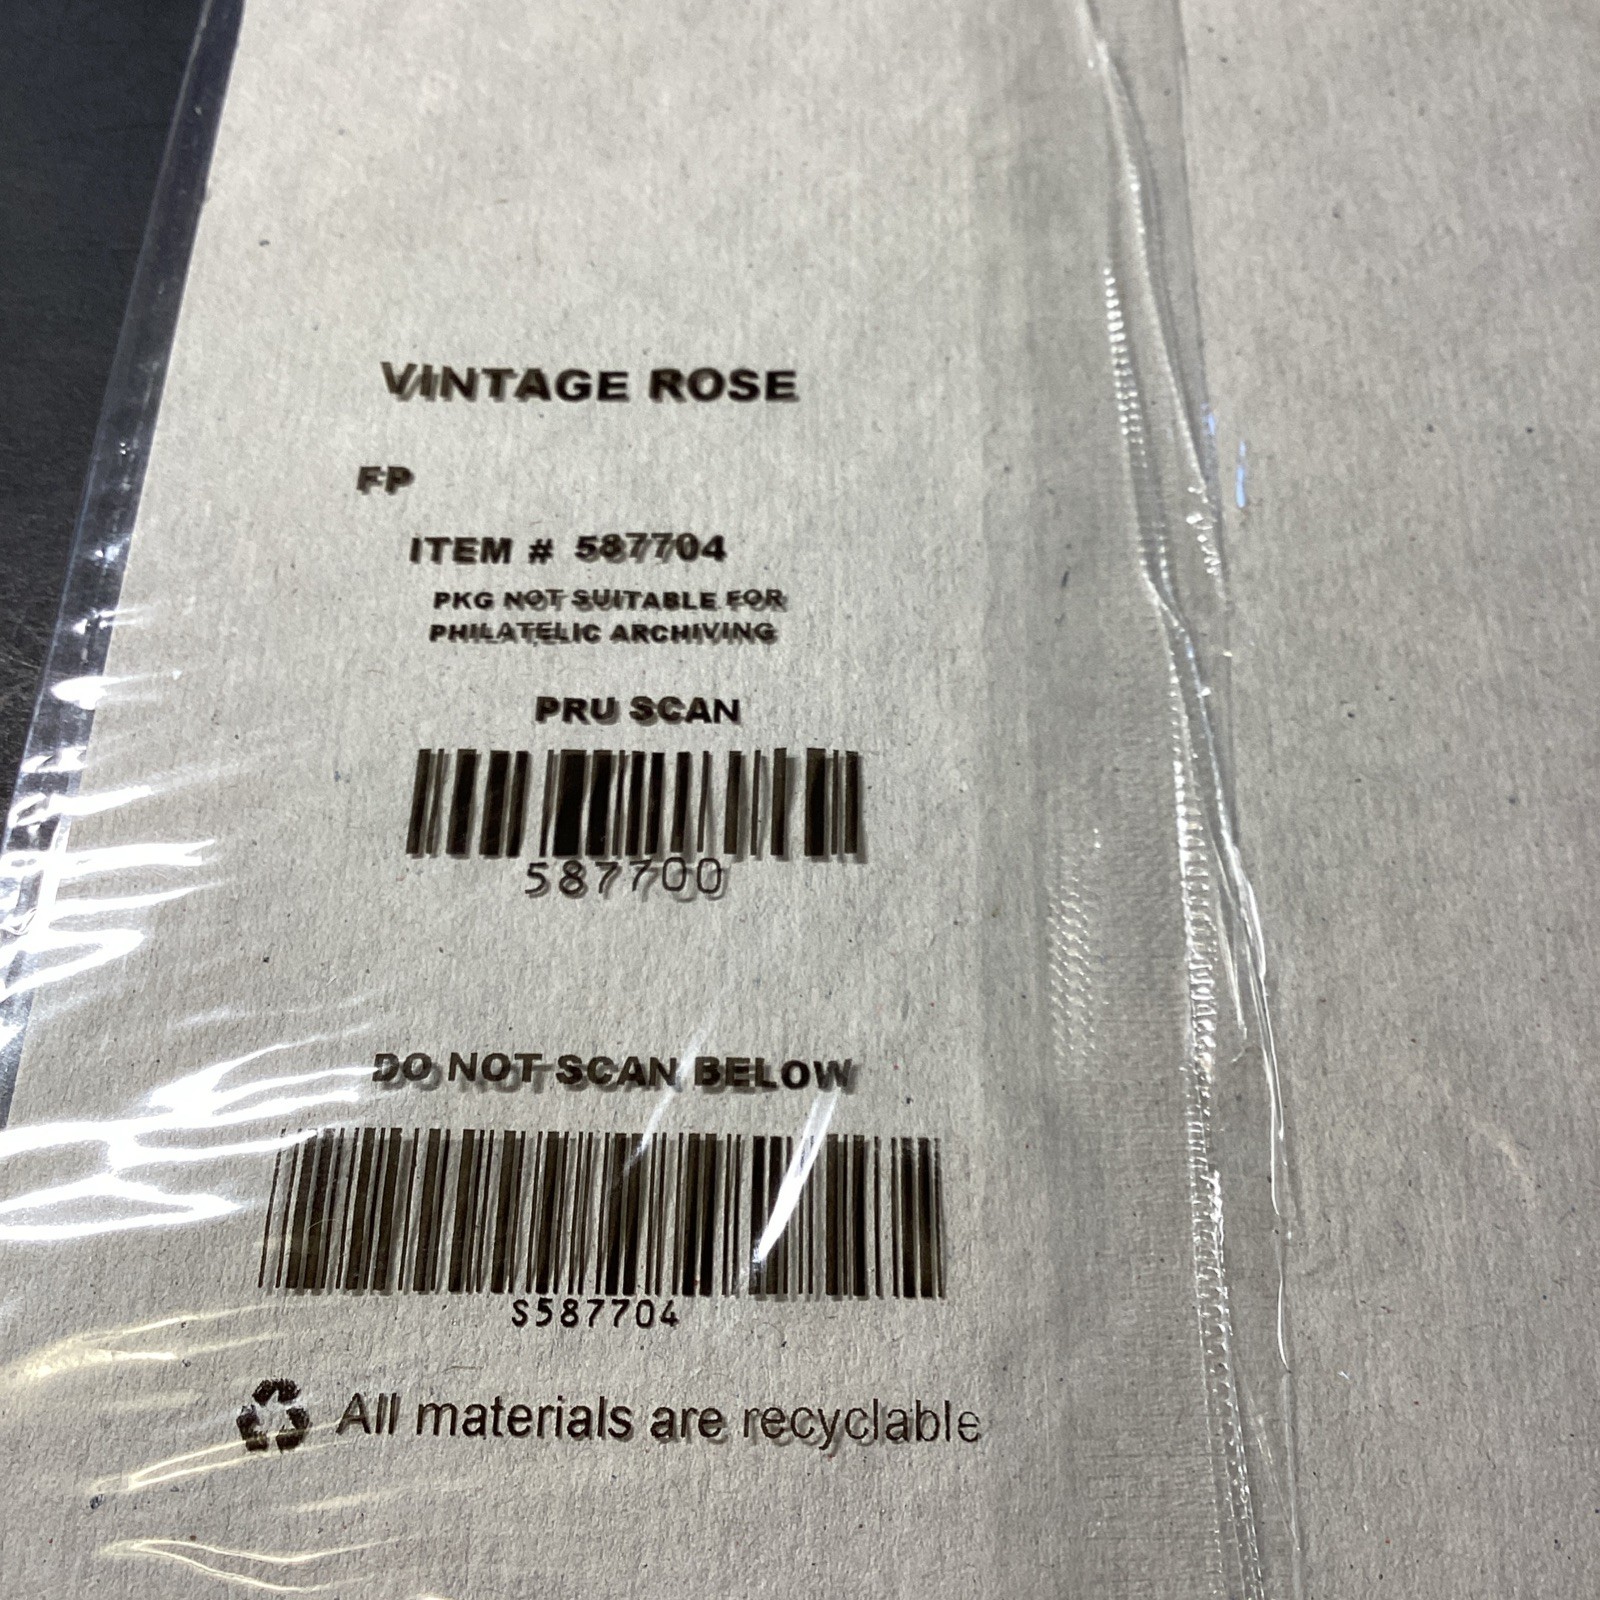 VINTAGE ROSE
FP
ITEM # 587704
PKG NOT SUITABLE FOR
PHILATELIC ARCHIVING
PRU SCAN
587700
DO NOT SCAN BELOW
S587704
All materials are recyclable